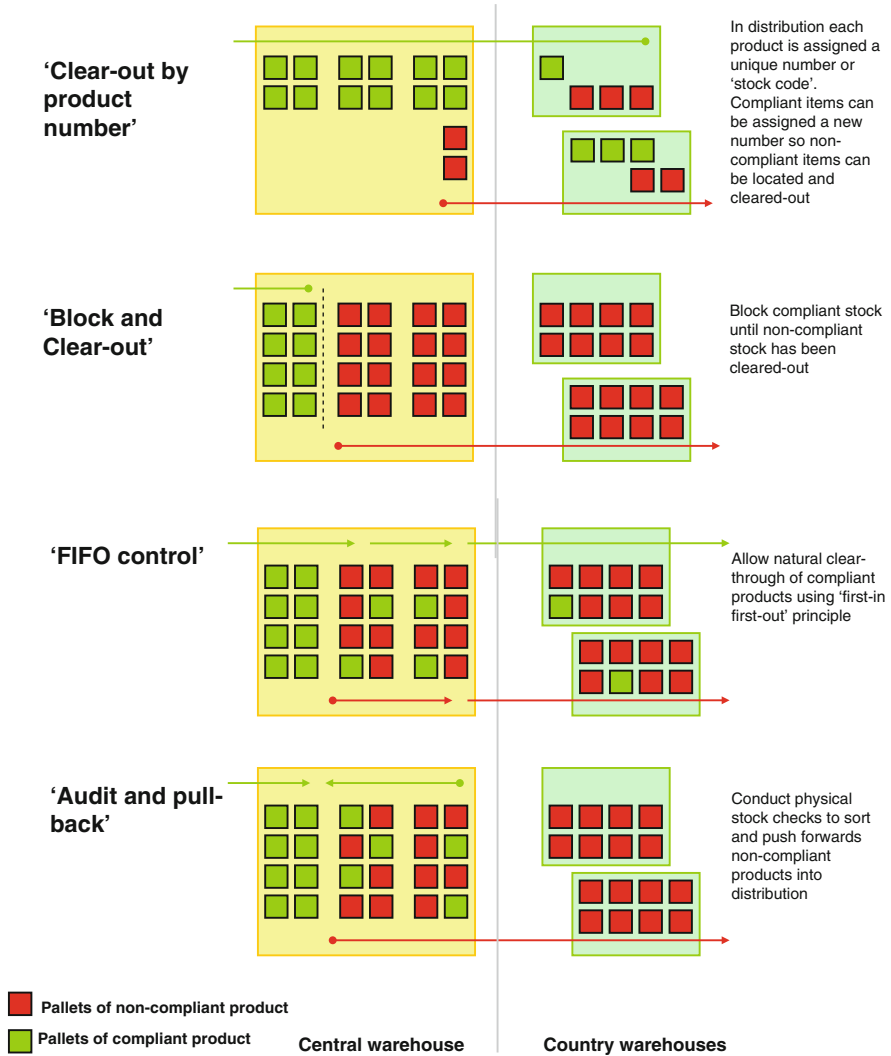 ‘Clear-out by
product
number’
In distribution each
product is assigned a
unique number or
‘stock code’.
Compliant items can
be assigned a new
number so non-
compliant items can
be located and
cleared-out
‘Block and
Clear-out’
Block compliant stock
until non-compliant
stock has been
cleared-out
‘FIFO control’
Allow natural clear-
through of compliant
products using ‘first-in
first-out’ principle
‘Audit and pull-
back’
Conduct physical
stock checks to sort
and push forwards
non-compliant
products into
distribution
Pallets of non-compliant product
Pallets of compliant product
Central warehouse
Country warehouses